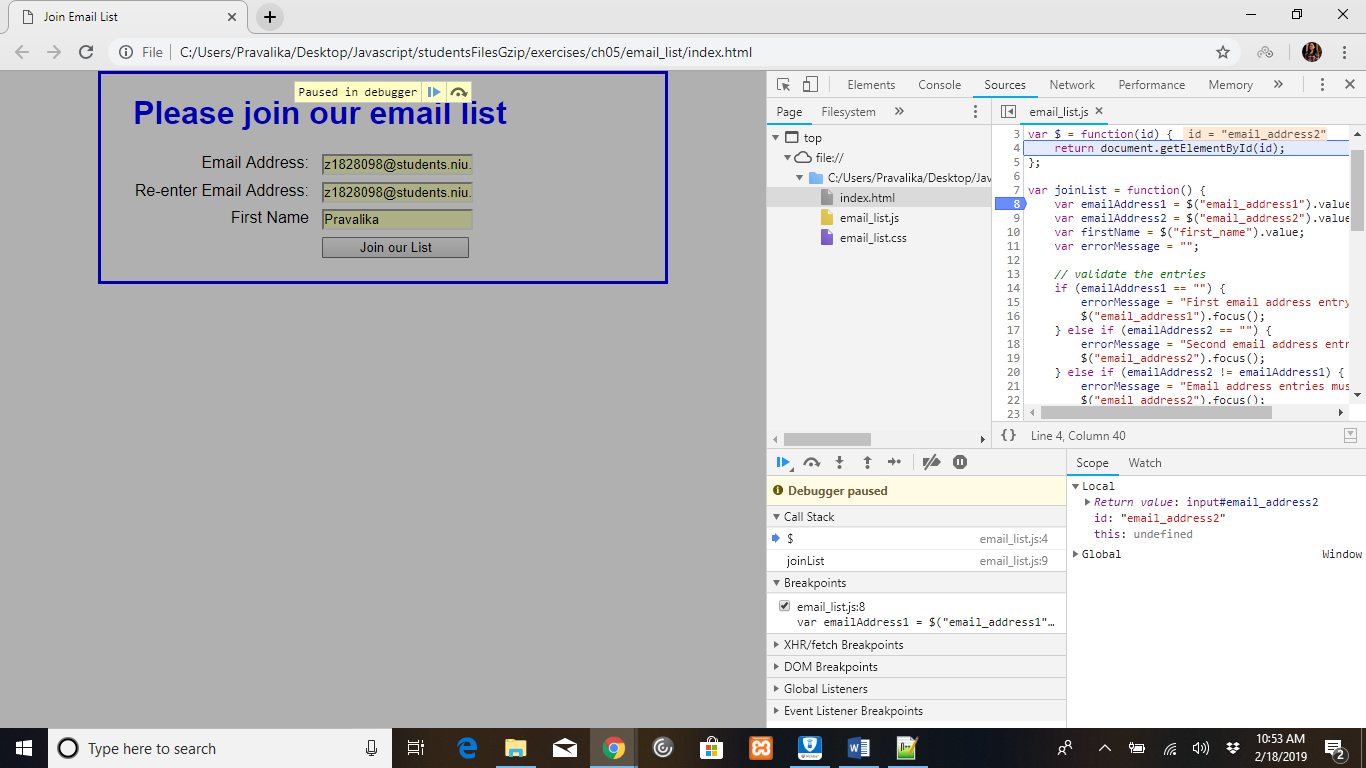 Join Email List
File
C:/Users/Pravalika/Desktop/Javascript/studentsFilesGzip/exercises/ch05/email_list/index.html
Paused in debugger
Please join our email list
Email Address: z1828098@students.niu.
Re-enter Email Address: z1828098@students.niu.
First Name Pravalika
Join our List
Elements Console Sources Network Performance Memory »
Page Filesystem »
top
file://
C:/Users/Pravalika/Desktop/Jav
index.html
email_list.js
email_list.css
email_list.js
3 var $ = function(id) { id = "email_address2"
4 return document.getElementById(id);
5 };
6
7 var joinList = function() {
8 var emailAddress1 = $("email_address1").value
9 var emailAddress2 = $("email_address2").value
10 var firstName = $("first_name").value;
11 var errorMessage = "";
12
13 // validate the entries
14 if (emailAddress1 == "") {
15 errorMessage = "First email address entry
16 $("email_address1").focus();
17 } else if (emailAddress2 == "") {
18 errorMessage = "Second email address entr
19 $("email_address2").focus();
20 } else if (emailAddress2 != emailAddress1) {
21 errorMessage = "Email address entries mus
22 $("email_address2").focus();
23
{} Line 4, Column 40
Debugger paused
Call Stack
$ email_list.js:4
joinList email_list.js:9
Breakpoints
email_list.js:8
var emailAddress1 = $("email_address1"…
XHR/fetch Breakpoints
DOM Breakpoints
Global Listeners
Event Listener Breakpoints
Scope Watch
Local
Return value: input#email_address2
id: "email_address2"
this: undefined
Global Window
Type here to search
10:53 AM
2/18/2019
2